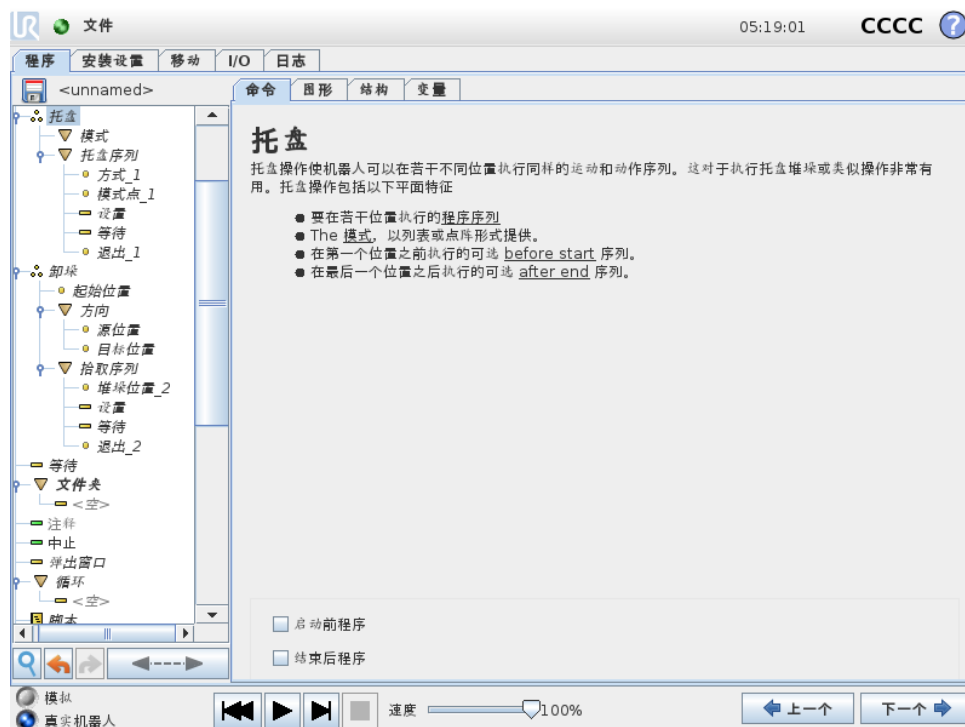 UR 文件 05:19:01 CCCC ?
程序 安装设置 移动 I/O 日志
<unnamed>
命令 图形 结构 变量
托盘
模式
托盘序列
方式_1
模式点_1
设置
等待
退出_1
卸垛
起始位置
方向
源位置
目标位置
拾取序列
堆垛位置_2
设置
等待
退出_2
等待
文件夹
<空>
注释
中止
弹出窗口
循环
<空>
脚本
托盘
托盘操作使机器人可以在若干不同位置执行同样的运动和动作序列。这对于执行托盘堆垛或类似操作非常有
用。托盘操作包括以下平面特征
● 要在若干位置执行的程序序列
● The 模式，以列表或点阵形式提供。
● 在第一个位置之前执行的可选 before start 序列。
● 在最后一个位置之后执行的可选 after end 序列。
启动前程序
结束后程序
模拟
真实机器人
速度 100%
上一个 下一个